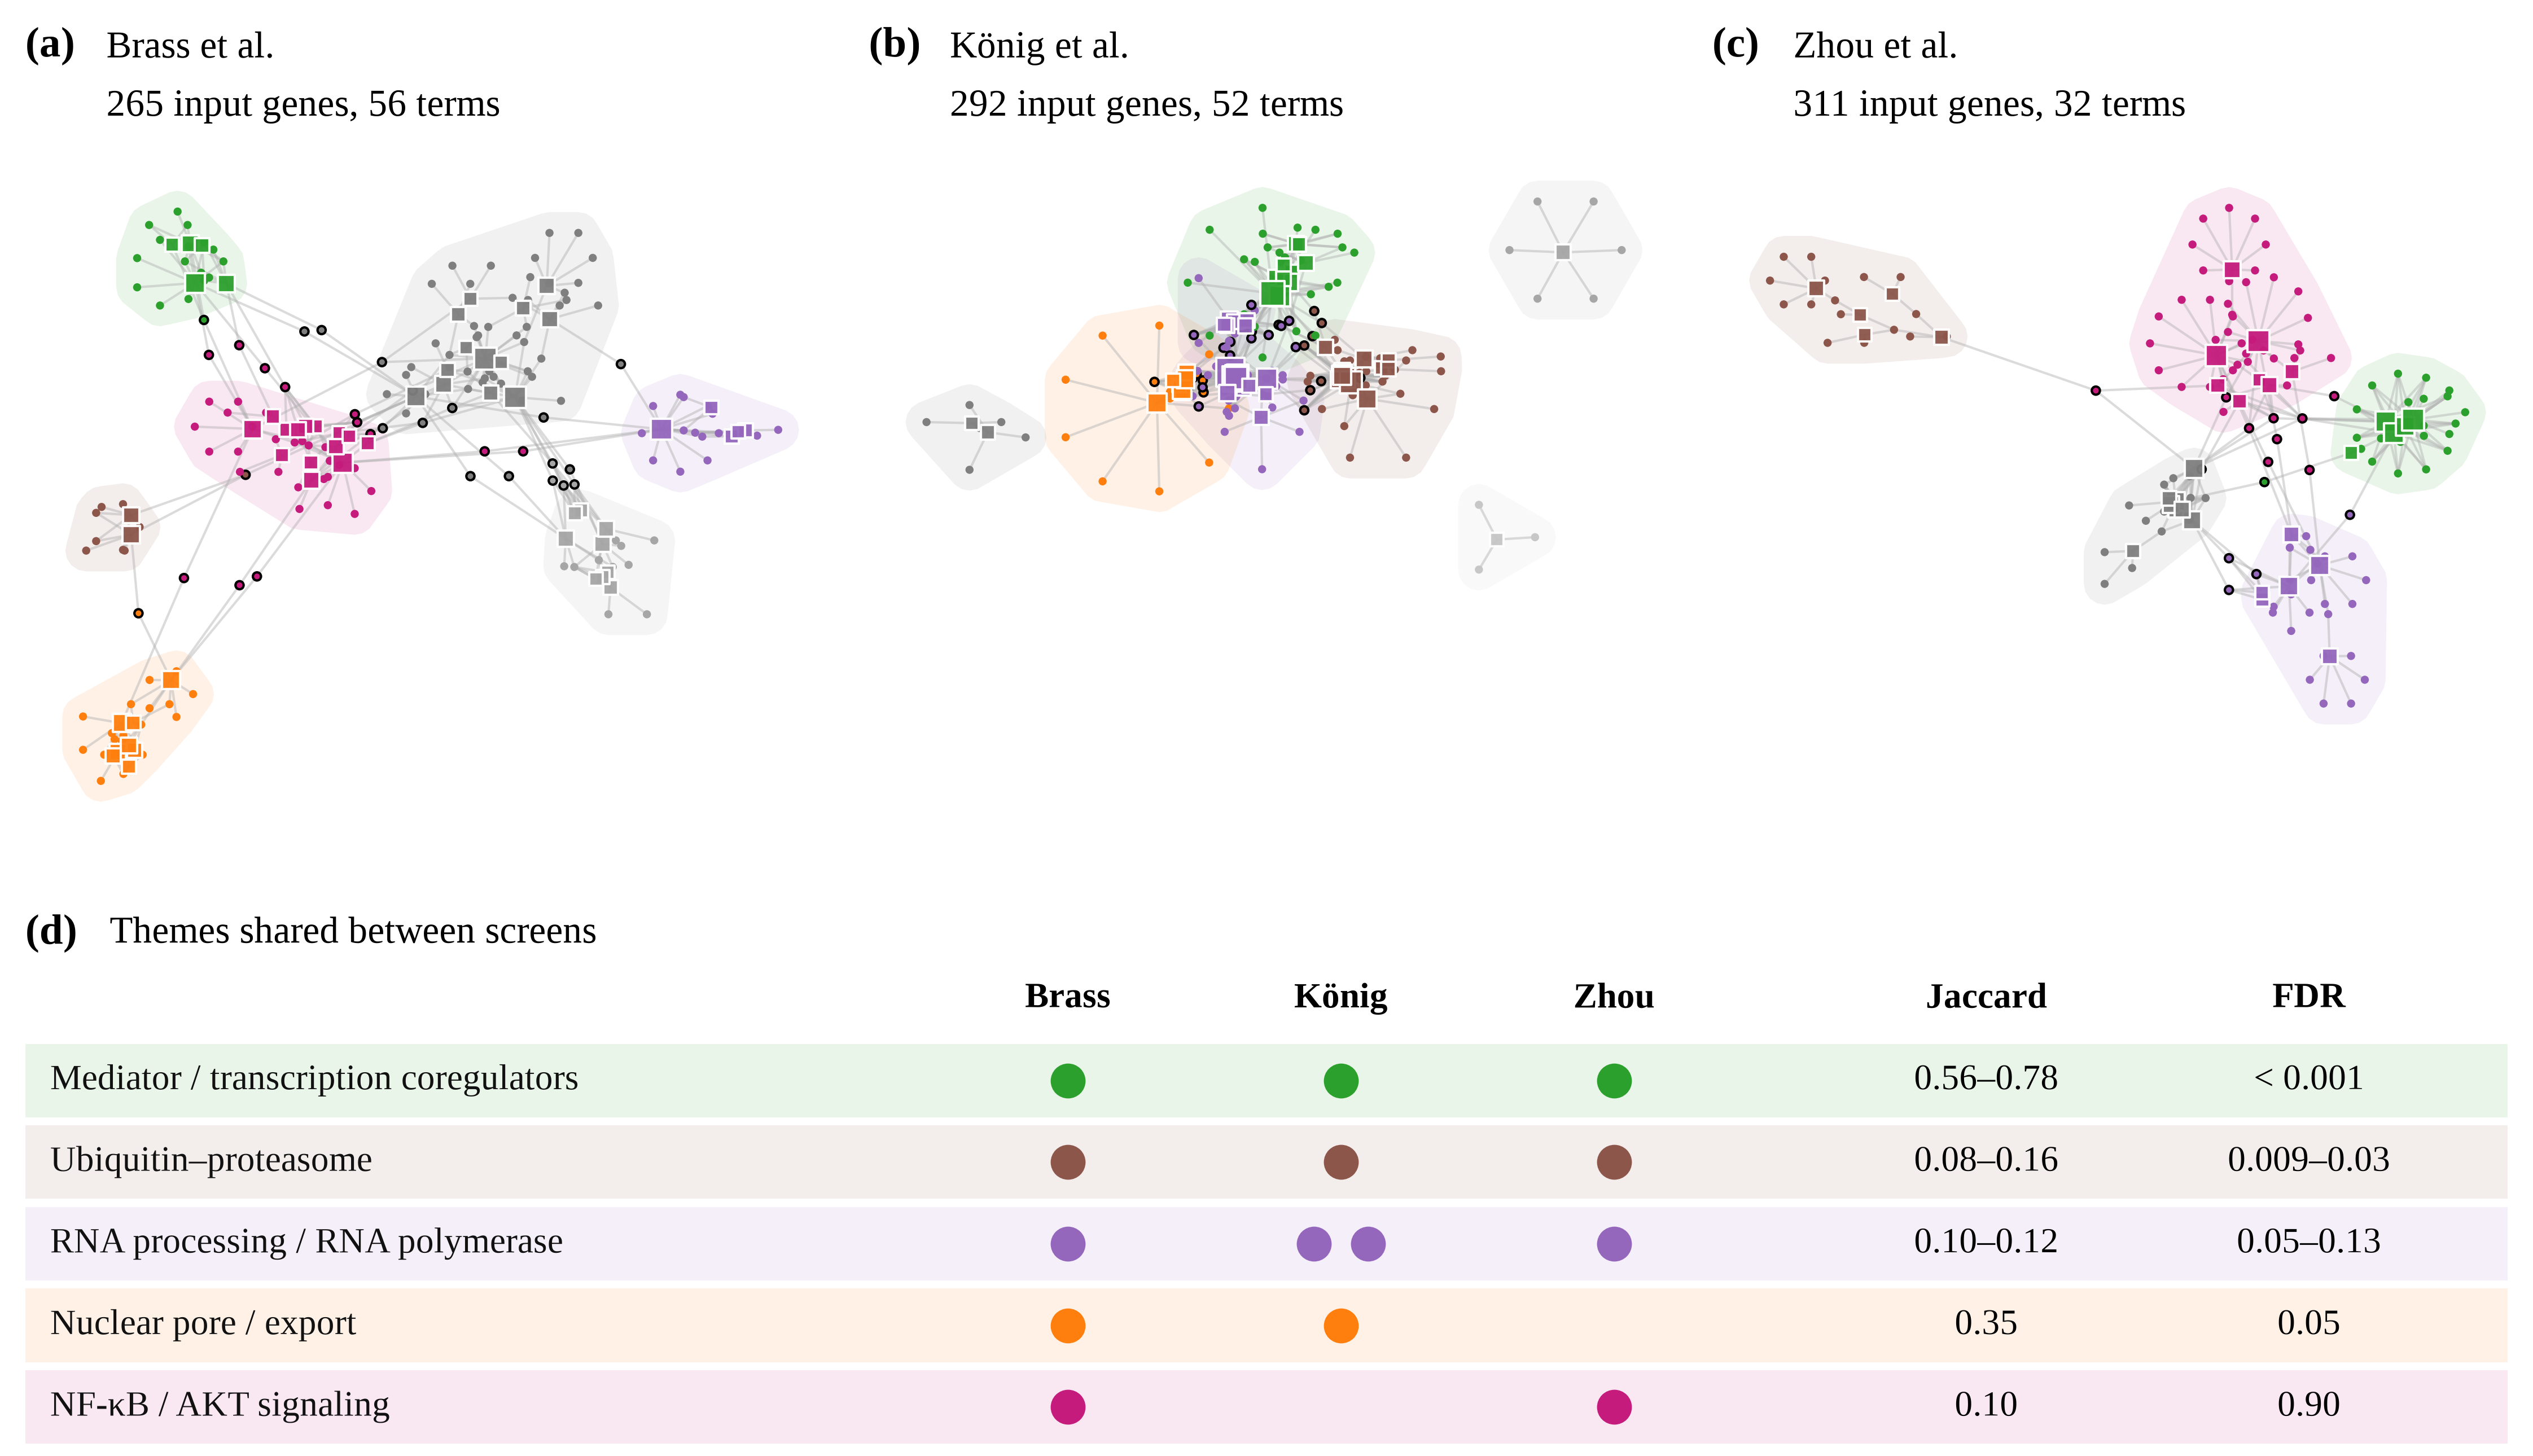 (a) Brass et al.
265 input genes, 56 terms
(b) König et al.
292 input genes, 52 terms
(c) Zhou et al.
311 input genes, 32 terms
(d) Themes shared between screens
Brass König Zhou Jaccard FDR
Mediator / transcription coregulators 0.56–0.78 < 0.001
Ubiquitin–proteasome 0.08–0.16 0.009–0.03
RNA processing / RNA polymerase 0.10–0.12 0.05–0.13
Nuclear pore / export 0.35 0.05
NF-κB / AKT signaling 0.10 0.90